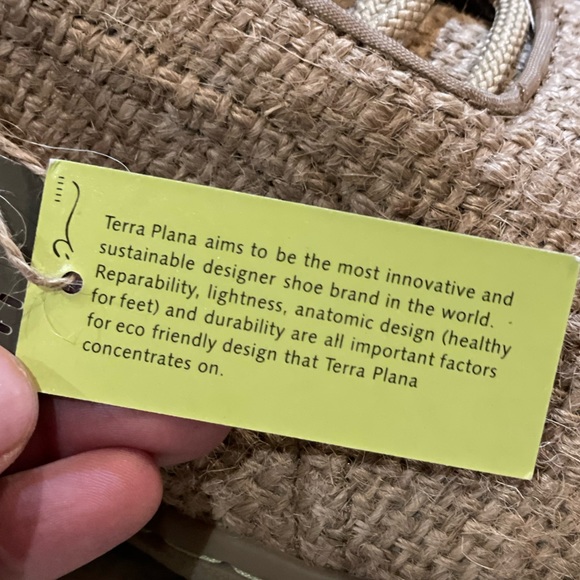 Terra Plana aims to be the most innovative and
sustainable designer shoe brand in the world.
Reparability, lightness, anatomic design (healthy
for feet) and durability are all important factors
for eco friendly design that Terra Plana
concentrates on.